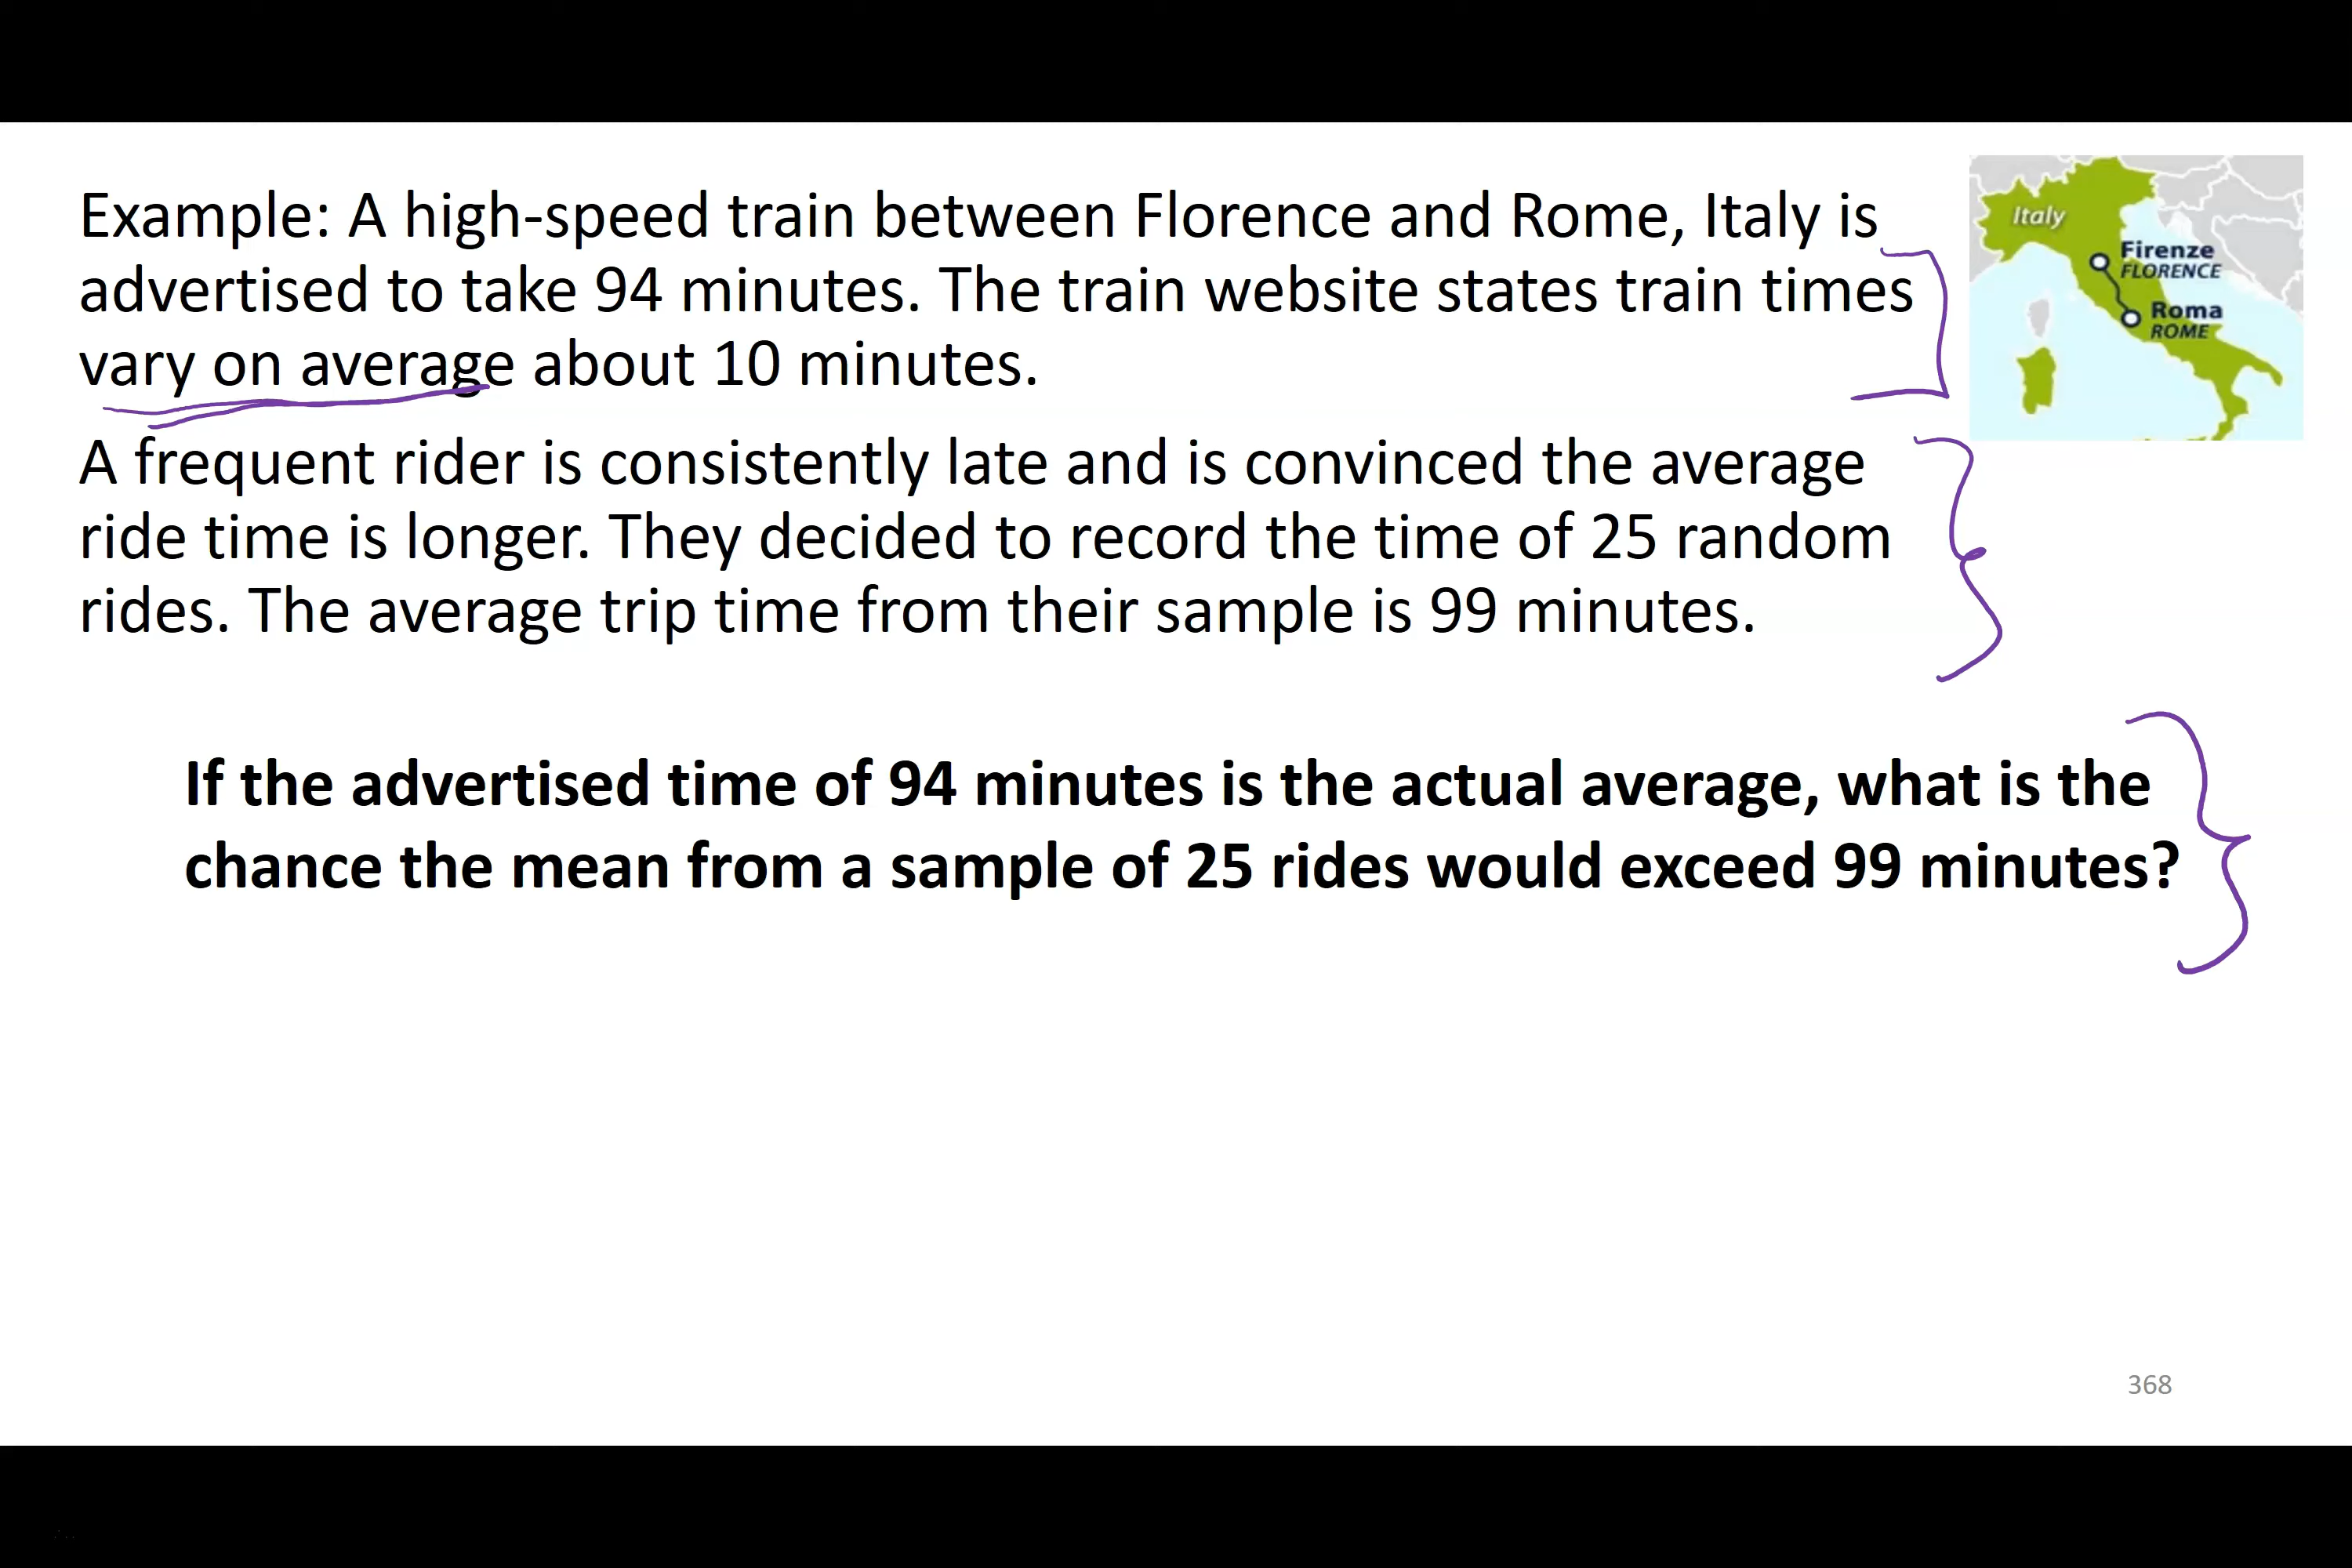 Example: A high-speed train between Florence and Rome, Italy is
advertised to take 94 minutes. The train website states train times
vary on average about 10 minutes.
Italy
Firenze
FLORENCE
Roma
ROME
A frequent rider is consistently late and is convinced the average
ride time is longer. They decided to record the time of 25 random
rides. The average trip time from their sample is 99 minutes.
If the advertised time of 94 minutes is the actual average, what is the
chance the mean from a sample of 25 rides would exceed 99 minutes?
368